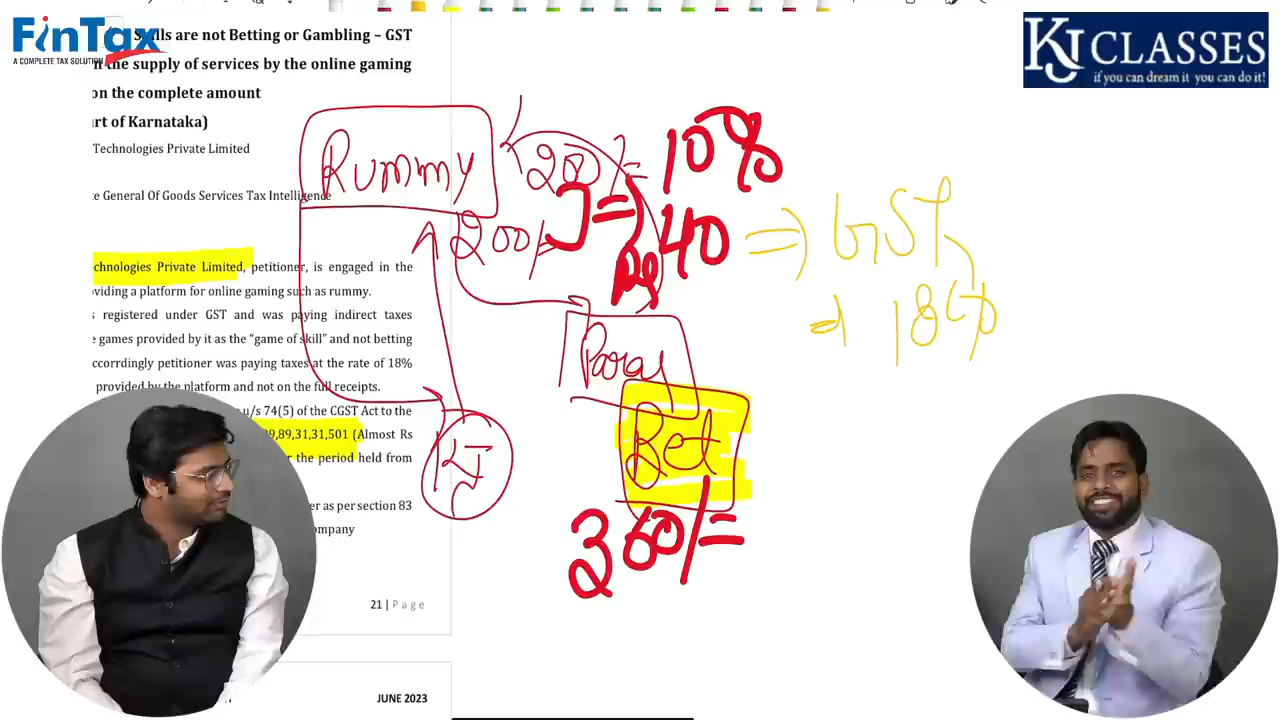 FinTax
A COMPLETE TAX SOLUTION
KJ CLASSES
if you can dream it you can do it!
Skills are not Betting or Gambling – GST
n the supply of services by the online gaming
on the complete amount
rt of Karnataka)
Technologies Private Limited
e General Of Goods Services Tax Intelligence
chnologies Private Limited, petitioner, is engaged in the
oviding a platform for online gaming such as rummy.
s registered under GST and was paying indirect taxes
e games provided by it as the “game of skill” and not betting
ccordingly petitioner was paying taxes at the rate of 18%
provided by the platform and not on the full receipts.
u/s 74(5) of the CGST Act to the
9,89,31,31,501 (Almost Rs
r the period held from
er as per section 83
ompany
21 | Page
JUNE 2023
Rummy
200/=
10%
200/=
40
⇒ GST
⇒ 18%
Paras
Bet
KJ
360/=